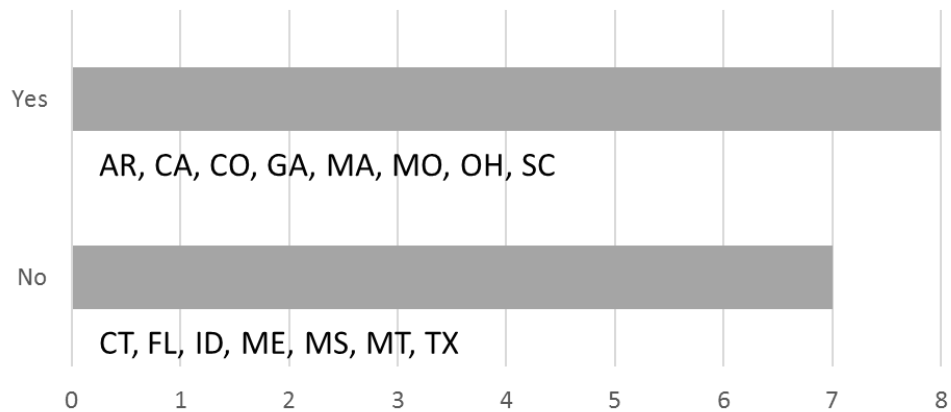 Yes
AR, CA, CO, GA, MA, MO, OH, SC
No
CT, FL, ID, ME, MS, MT, TX
0 1 2 3 4 5 6 7 8